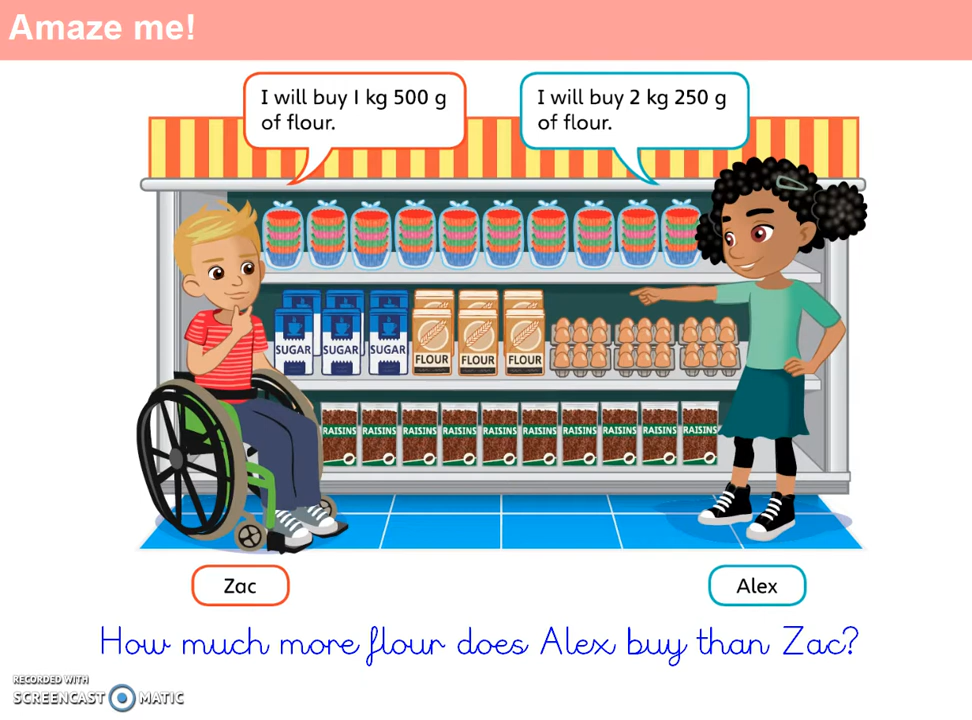 Amaze me!
I will buy 1 kg 500 g
of flour.
I will buy 2 kg 250 g
of flour.
SUGAR SUGAR SUGAR FLOUR FLOUR FLOUR
RAISINS RAISINS RAISINS RAISINS RAISINS RAISINS RAISINS RAISINS RAISINS RAISINS
Zac
Alex
How much more flour does Alex buy than Zac?
RECORDED WITH
SCREENCAST MATIC